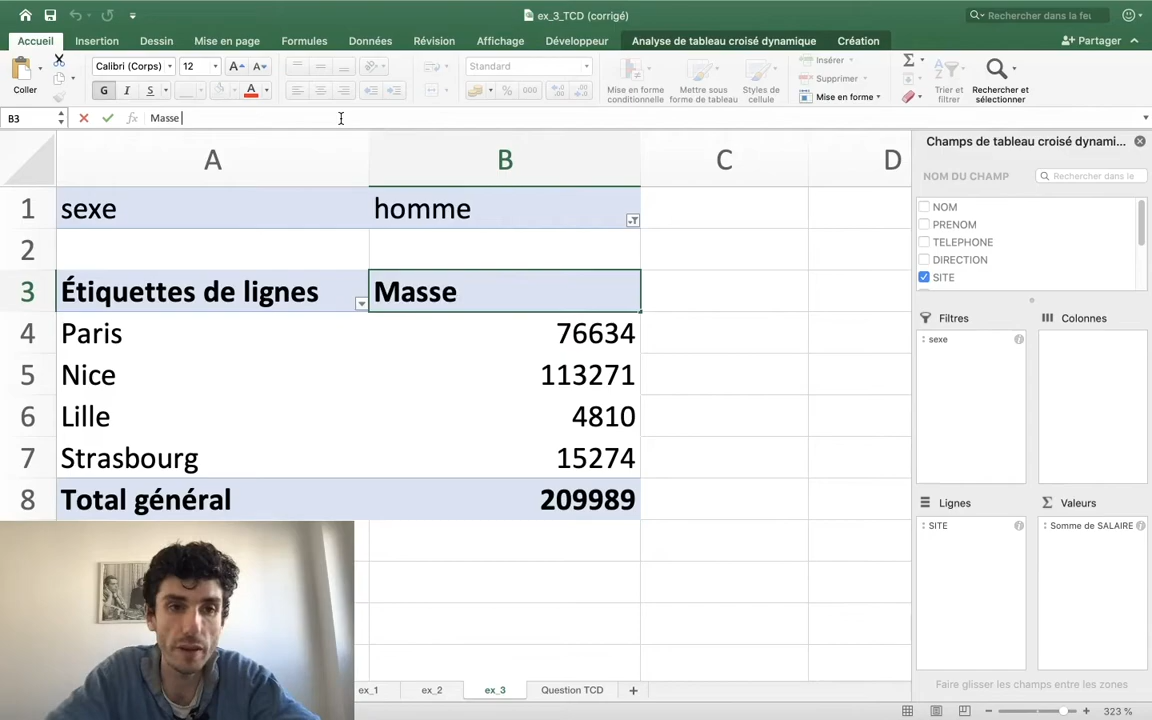 ex_3_TCD (corrigé)
Rechercher dans la feu
Accueil Insertion Dessin Mise en page Formules Données Révision Affichage Développeur Analyse de tableau croisé dynamique Création Partager
Calibri (Corps) 12 Standard Insérer
Supprimer
Coller G I S % 000 Mise en forme conditionnelle Mettre sous forme de tableau Styles de cellule Mise en forme Trier et filtrer Rechercher et sélectionner
B3 fx Masse
A B C D
1 sexe homme
2
3 Étiquettes de lignes Masse
4 Paris 76634
5 Nice 113271
6 Lille 4810
7 Strasbourg 15274
8 Total général 209989
Champs de tableau croisé dynami...
NOM DU CHAMP Rechercher dans le
NOM
PRENOM
TELEPHONE
DIRECTION
SITE
Filtres Colonnes
sexe
Lignes Valeurs
SITE Somme de SALAIRE
Faire glisser les champs entre les zones
ex_1 ex_2 ex_3 Question TCD
323 %